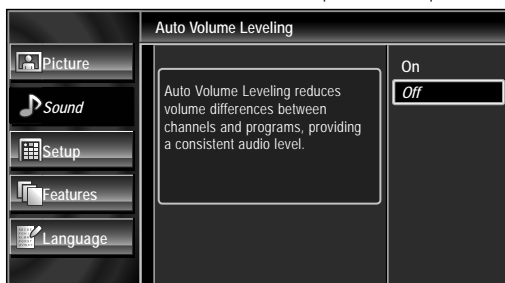 Auto Volume Leveling
Picture
Sound
Setup
Features
Language
Auto Volume Leveling reduces
volume differences between
channels and programs, providing
a consistent audio level.
On
Off